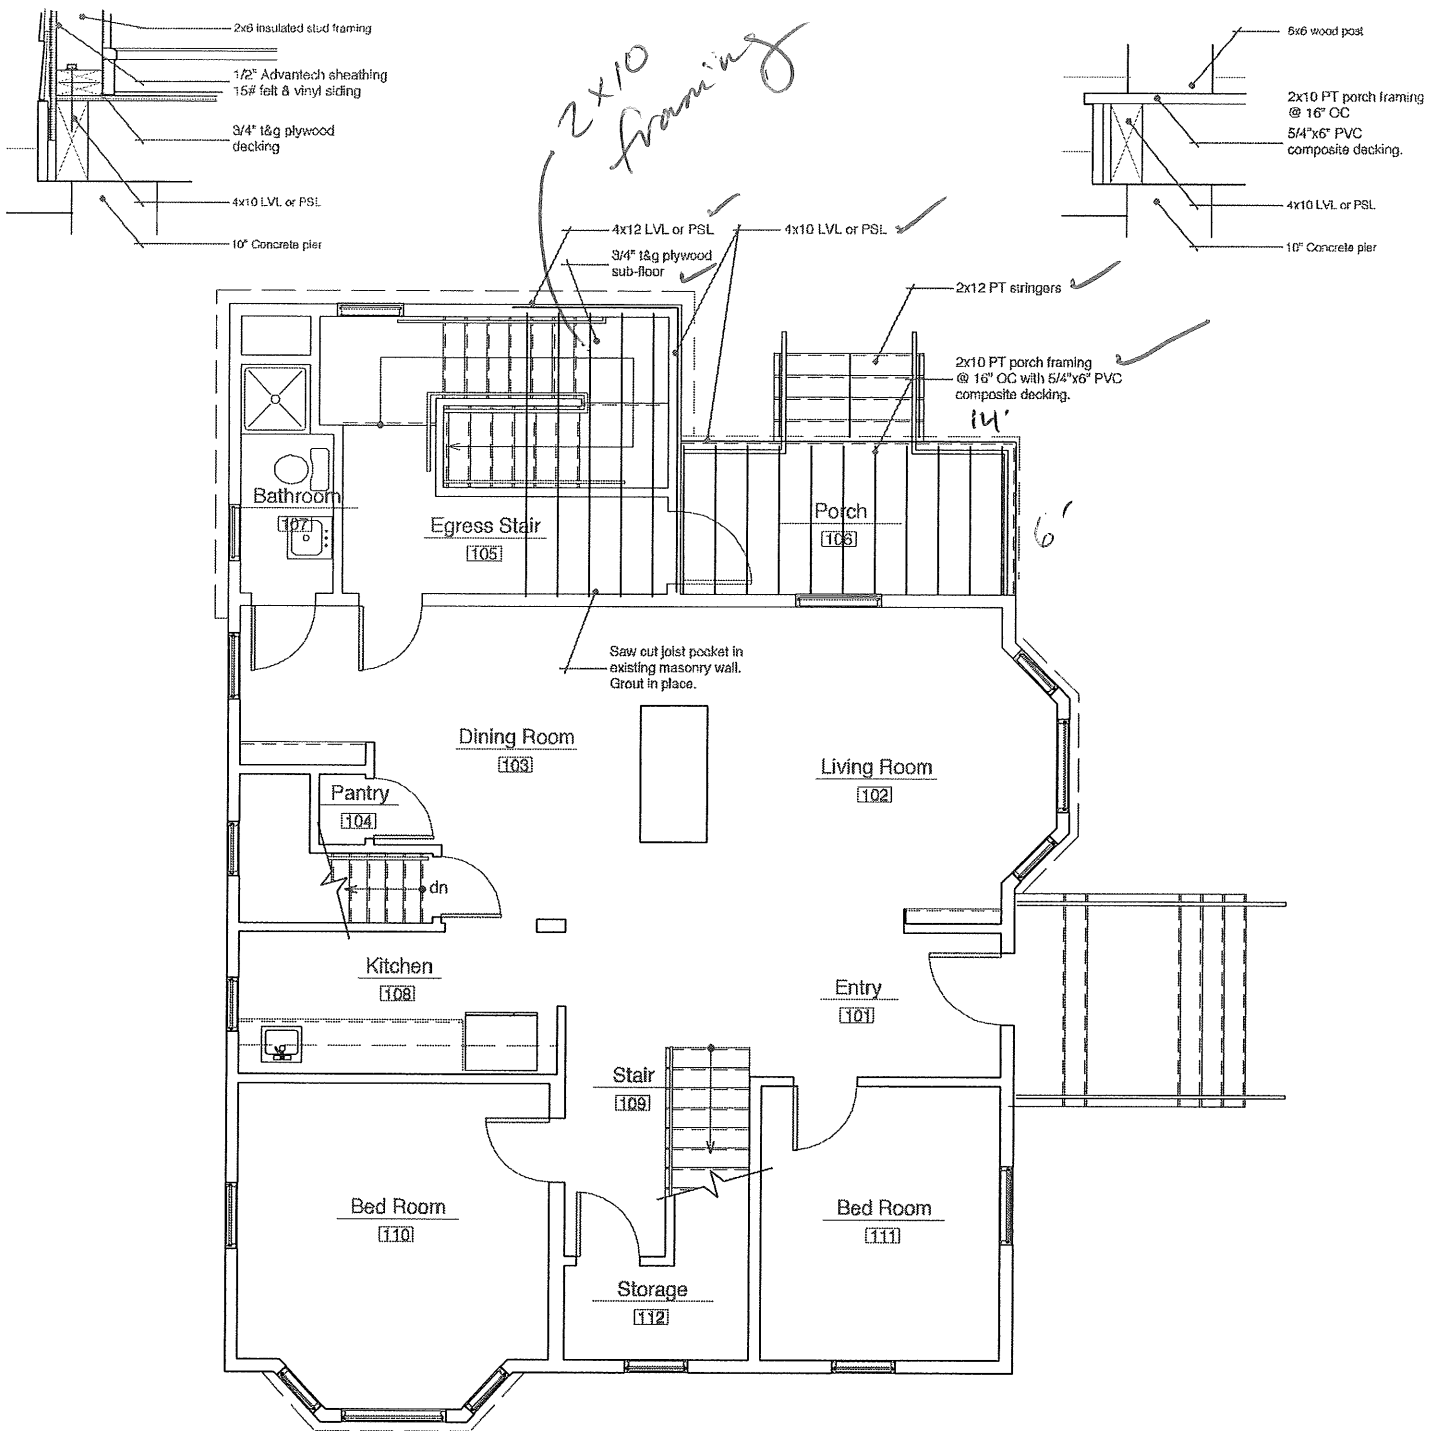 2x6 insulated stud framing
1/2" Advantech sheathing
15# felt & vinyl siding
3/4" t&g plywood
decking
4x10 LVL or PSL
10" Concrete pier
2x10
framing
6x6 wood post
2x10 PT porch framing
@ 16" OC
5/4"x6" PVC
composite decking.
4x10 LVL or PSL
10" Concrete pier
4x12 LVL or PSL
4x10 LVL or PSL
3/4" t&g plywood
sub-floor
2x12 PT stringers
2x10 PT porch framing
@ 16" OC with 5/4"x6" PVC
composite decking.
14'
6'
Bathroom
107
Egress Stair
105
Porch
106
Saw cut joist pocket in
existing masonry wall.
Grout in place.
Dining Room
103
Living Room
102
Pantry
104
dn
Kitchen
108
Entry
101
Stair
109
Bed Room
110
Bed Room
111
Storage
112